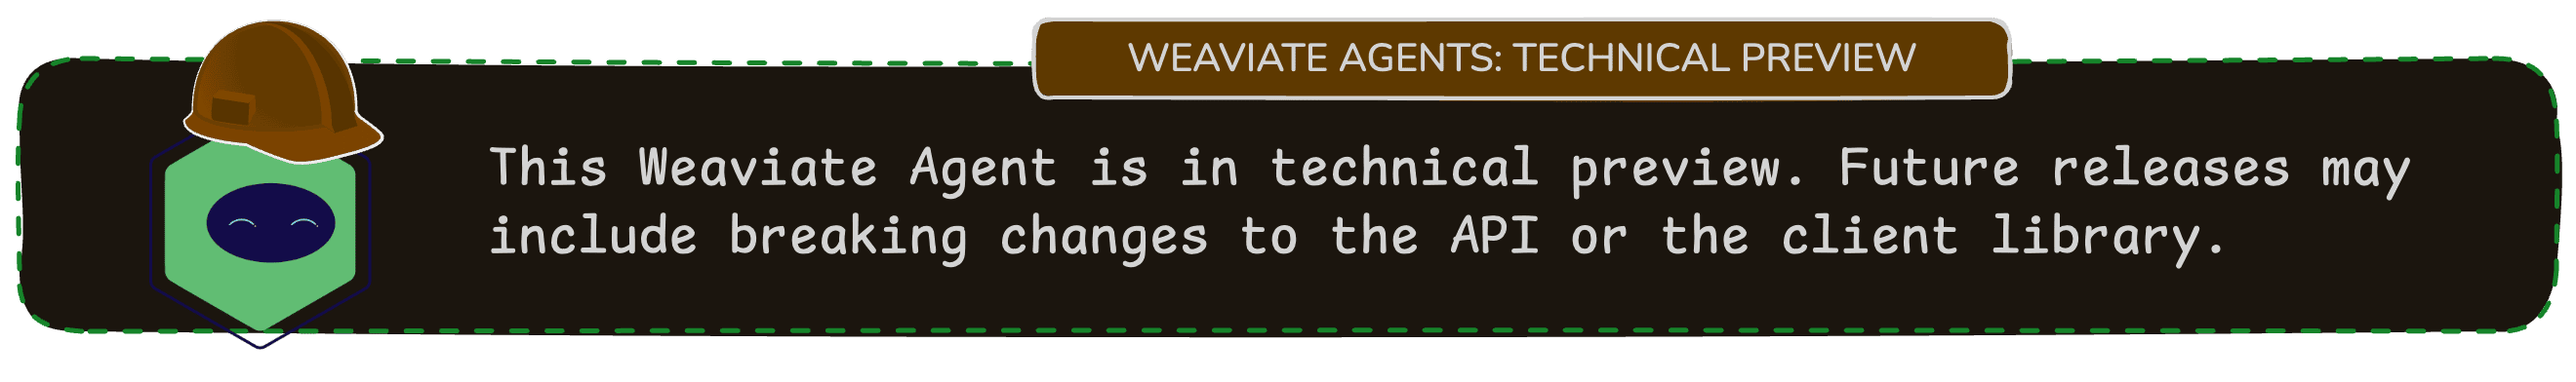 WEAVIATE AGENTS: TECHNICAL PREVIEW
This Weaviate Agent is in technical preview. Future releases may
include breaking changes to the API or the client library.